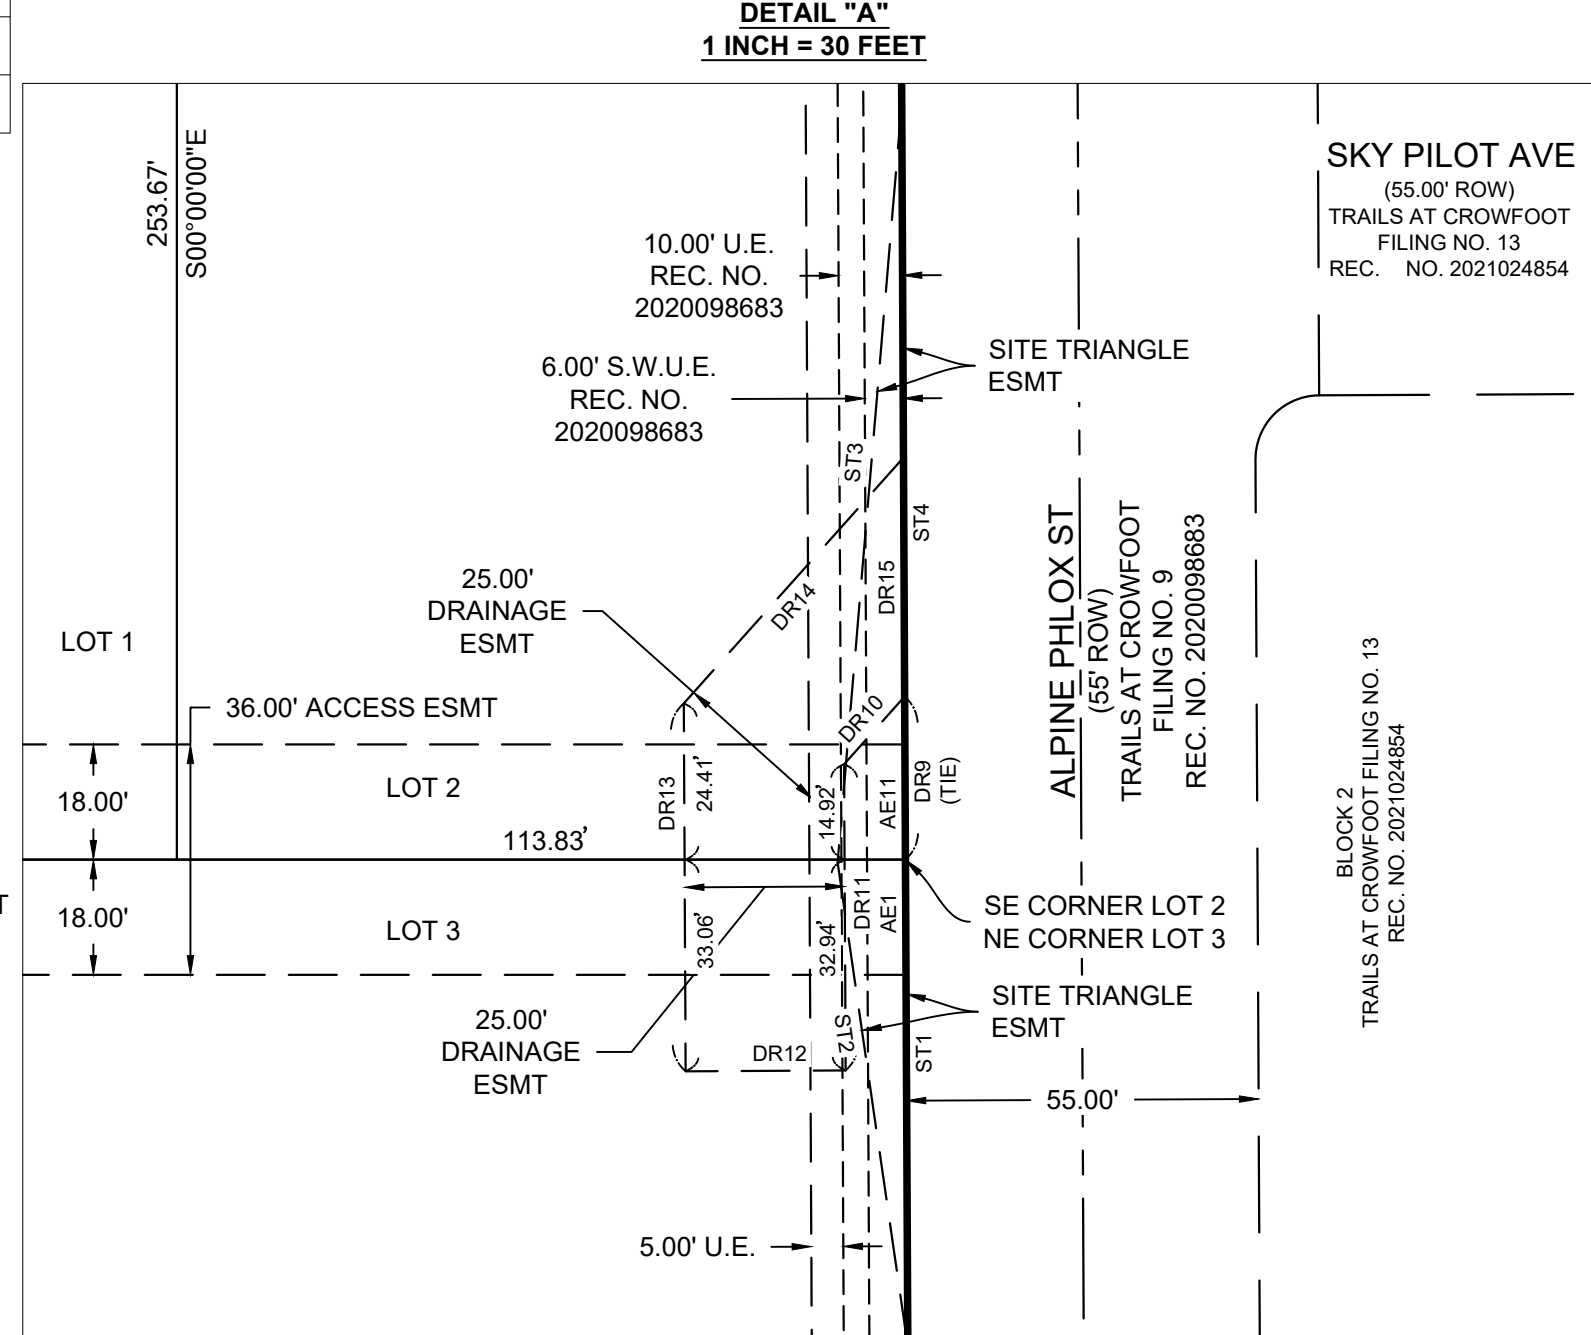 DETAIL "A"
1 INCH = 30 FEET
253.67'
S00°00'00"E
SKY PILOT AVE
(55.00' ROW)
TRAILS AT CROWFOOT
FILING NO. 13
REC. NO. 2021024854
10.00' U.E.
REC. NO.
2020098683
6.00' S.W.U.E.
REC. NO.
2020098683
SITE TRIANGLE
ESMT
ST3
ST4
DR15
DR14
25.00'
DRAINAGE
ESMT
ALPINE PHLOX ST
(55' ROW)
TRAILS AT CROWFOOT
FILING NO. 9
REC. NO. 2020098683
LOT 1
36.00' ACCESS ESMT
DR10
DR9
(TIE)
18.00'
LOT 2
DR13
24.41'
14.92'
AE11
113.83'
BLOCK 2
TRAILS AT CROWFOOT FILING NO. 13
REC. NO. 2021024854
T
18.00'
LOT 3
33.06'
32.94'
DR11
AE1
SE CORNER LOT 2
NE CORNER LOT 3
SITE TRIANGLE
ESMT
25.00'
DRAINAGE
ESMT
DR12
ST2
ST1
55.00'
5.00' U.E.